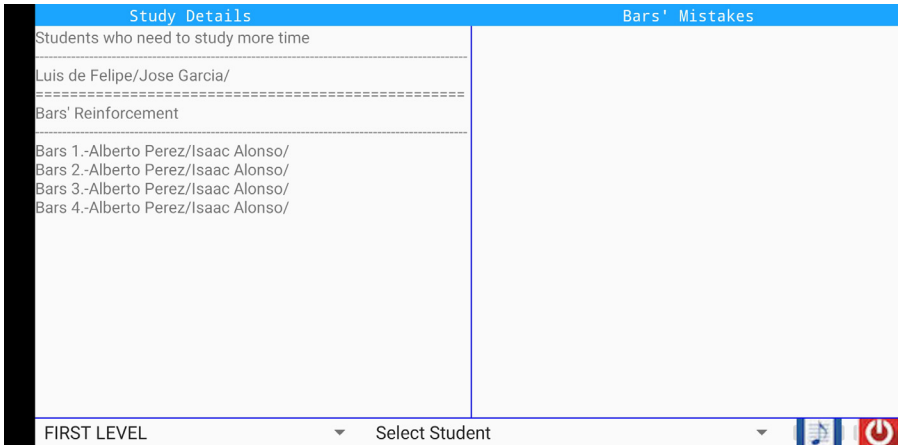 Study Details
Bars' Mistakes
Students who need to study more time
--------------------------------------------------------------------------------
Luis de Felipe/Jose Garcia/
==================================================
Bars' Reinforcement
--------------------------------------------------------------------------------
Bars 1.-Alberto Perez/Isaac Alonso/
Bars 2.-Alberto Perez/Isaac Alonso/
Bars 3.-Alberto Perez/Isaac Alonso/
Bars 4.-Alberto Perez/Isaac Alonso/
FIRST LEVEL
Select Student